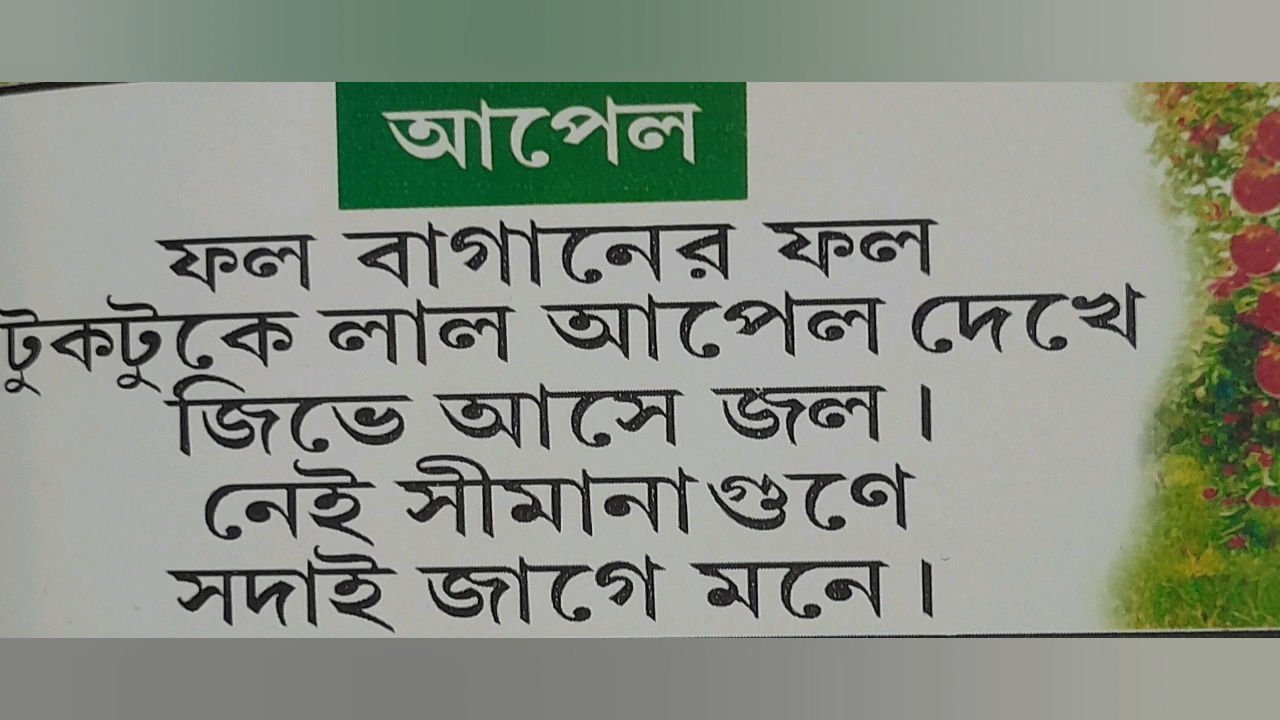 আপেল
ফল বাগানের ফল
টুকটুকে লাল আপেল দেখে
জিভে আসে জল।
নেই সীমানা গুণে
সদাই জাগে মনে।